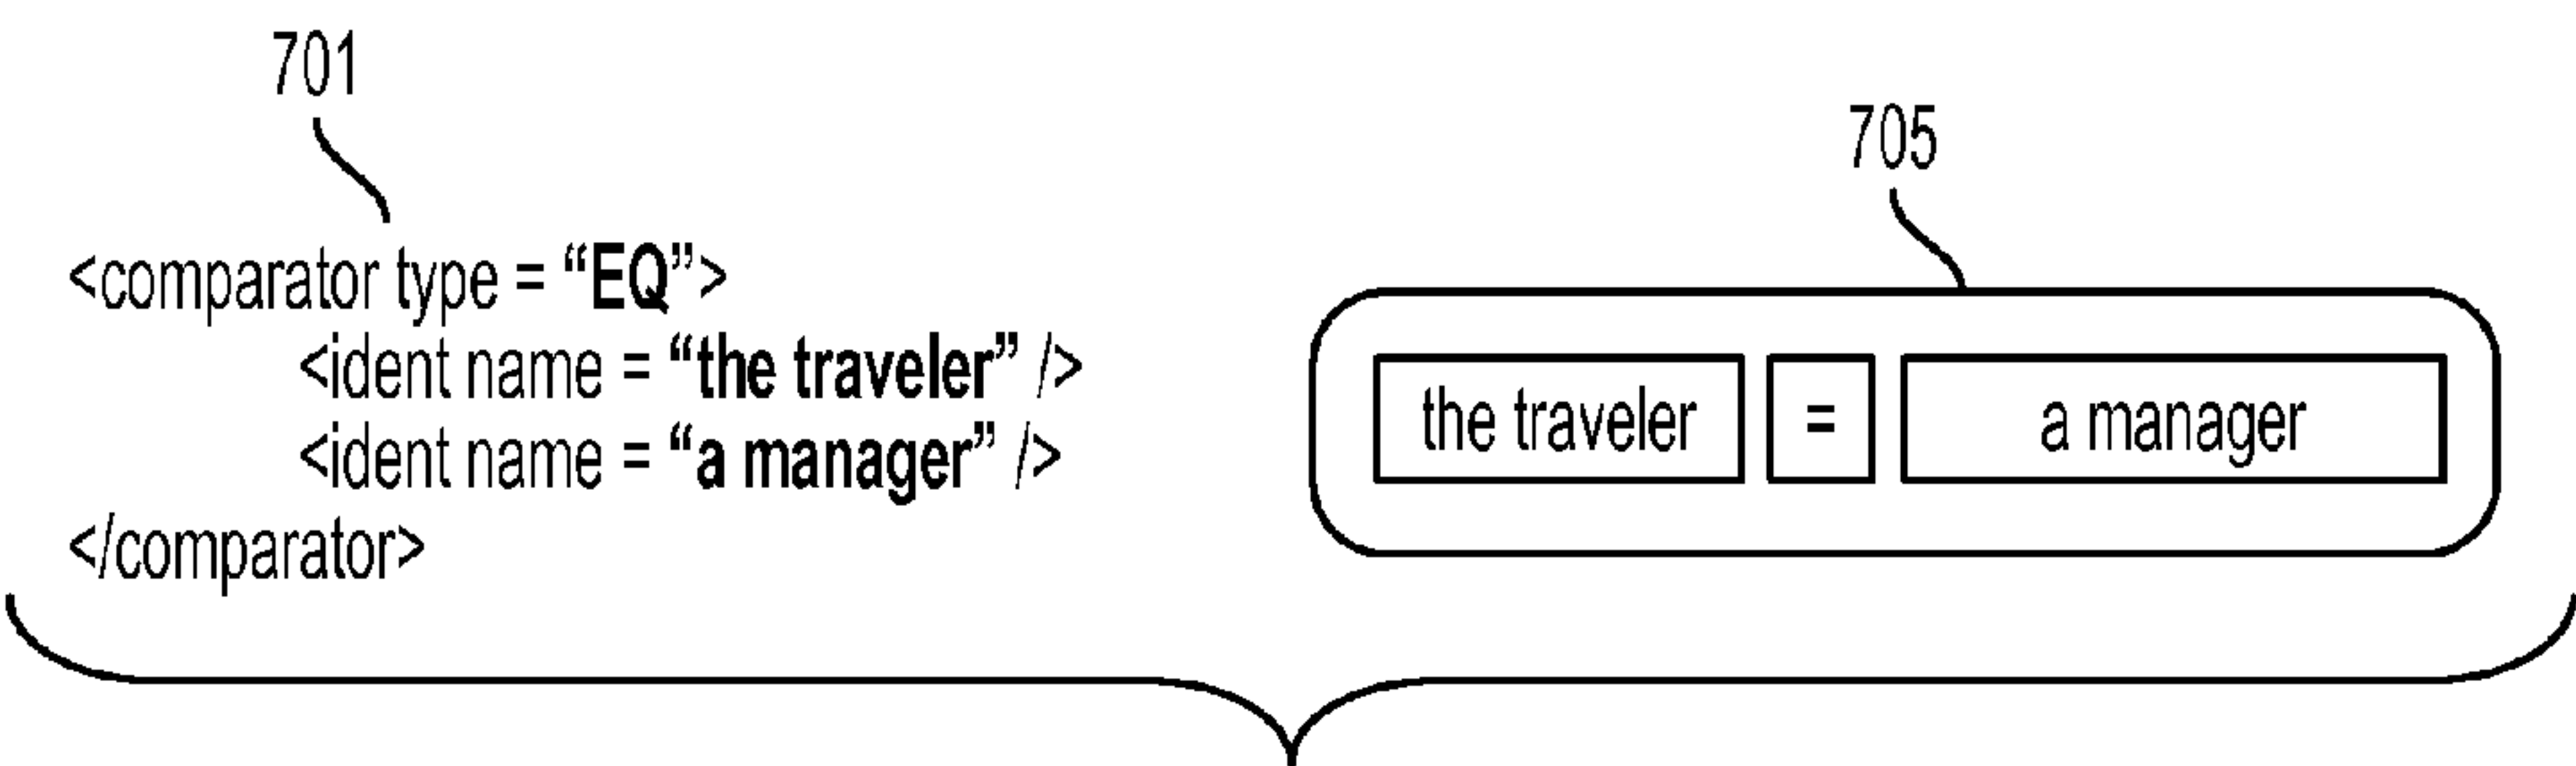 701
<comparator type = “EQ”>
<ident name = “the traveler” />
<ident name = “a manager” />
</comparator>
705
the traveler = a manager